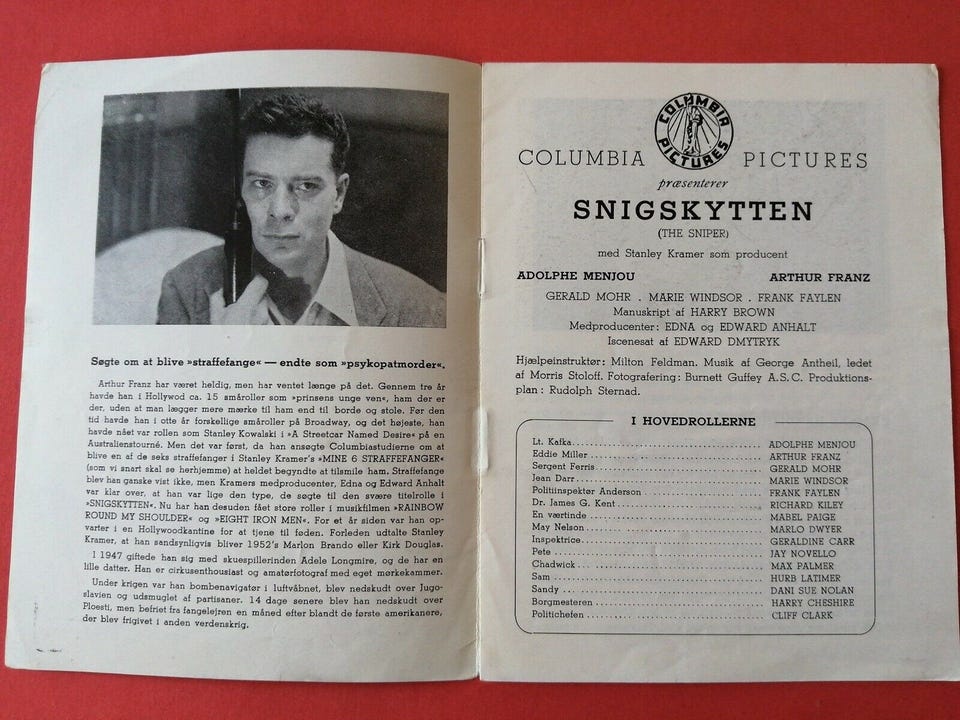 Søgte om at blive »straffefange« — endte som »psykopatmorder«.
Arthur Franz har været heldig, men har ventet længe på det. Gennem tre år
havde han i Hollywod ca. 15 småroller som »prinsens unge ven«, ham der er
der, uden at man lægger mere mærke til ham end til borde og stole. Før den
tid havde han i otte år forskellige småroller på Broadway, og det højeste, han
havde nået var rollen som Stanley Kowalski i »A Streetcar Named Desire« på en
Australienstourné. Men det var først, da han ansøgte Columbiastudierne om at
blive en af de seks straffefanger i Stanley Kramer's »MINE 6 STRAFFEFANGER«
(som vi snart skal se herhjemme) at heldet begyndte at tilsmile ham. Straffefange
blev han ganske vist ikke, men Kramers medproducenter, Edna og Edward Anhalt
var klar over, at han var lige den type, de søgte til den svære titelrolle i
»SNIGSKYTTEN«. Nu har han desuden fået store roller i musikfilmen »RAINBOW
ROUND MY SHOULDER« og »EIGHT IRON MEN«. For et år siden var han op-
varter i en Hollywoodkantine for at tjene til føden. Forleden udtalte Stanley
Kramer, at han sandsynligvis bliver 1952's Marlon Brando eller Kirk Douglas.
I 1947 giftede han sig med skuespillerinden Adele Longmire, og de har en
lille datter. Han er cirkusenthusiast og amatørfotograf med eget mørkekammer.
Under krigen var han bombenavigatør i luftvåbnet, blev nedskudt over Jugo-
slavien og udsmuglet af partisaner. 14 dage senere blev han nedskudt over
Ploesti, men befriet fra fangelejren en måned efter blandt de første amerikanere,
der blev frigivet i anden verdenskrig.
COLUMBIA PICTURES
COLUMBIA PICTURES
præsenterer
SNIGSKYTTEN
(THE SNIPER)
med Stanley Kramer som producent
ADOLPHE MENJOU ARTHUR FRANZ
GERALD MOHR . MARIE WINDSOR . FRANK FAYLEN
Manuskript af HARRY BROWN
Medproducenter: EDNA og EDWARD ANHALT
Iscenesat af EDWARD DMYTRYK
Hjælpeinstruktør: Milton Feldman. Musik af George Antheil, ledet
af Morris Stoloff. Fotografering: Burnett Guffey A.S.C. Produktions-
plan: Rudolph Sternad.
I HOVEDROLLERNE
Lt. Kafka ADOLPHE MENJOU
Eddie Miller ARTHUR FRANZ
Sergent Ferris GERALD MOHR
Jean Darr MARIE WINDSOR
Politiinspektør Anderson FRANK FAYLEN
Dr. James G. Kent RICHARD KILEY
En værtinde MABEL PAIGE
May Nelson MARLO DWYER
Inspektrice GERALDINE CARR
Pete JAY NOVELLO
Chadwick MAX PALMER
Sam HURB LATIMER
Sandy DANI SUE NOLAN
Borgmesteren HARRY CHESHIRE
Politichefen CLIFF CLARK